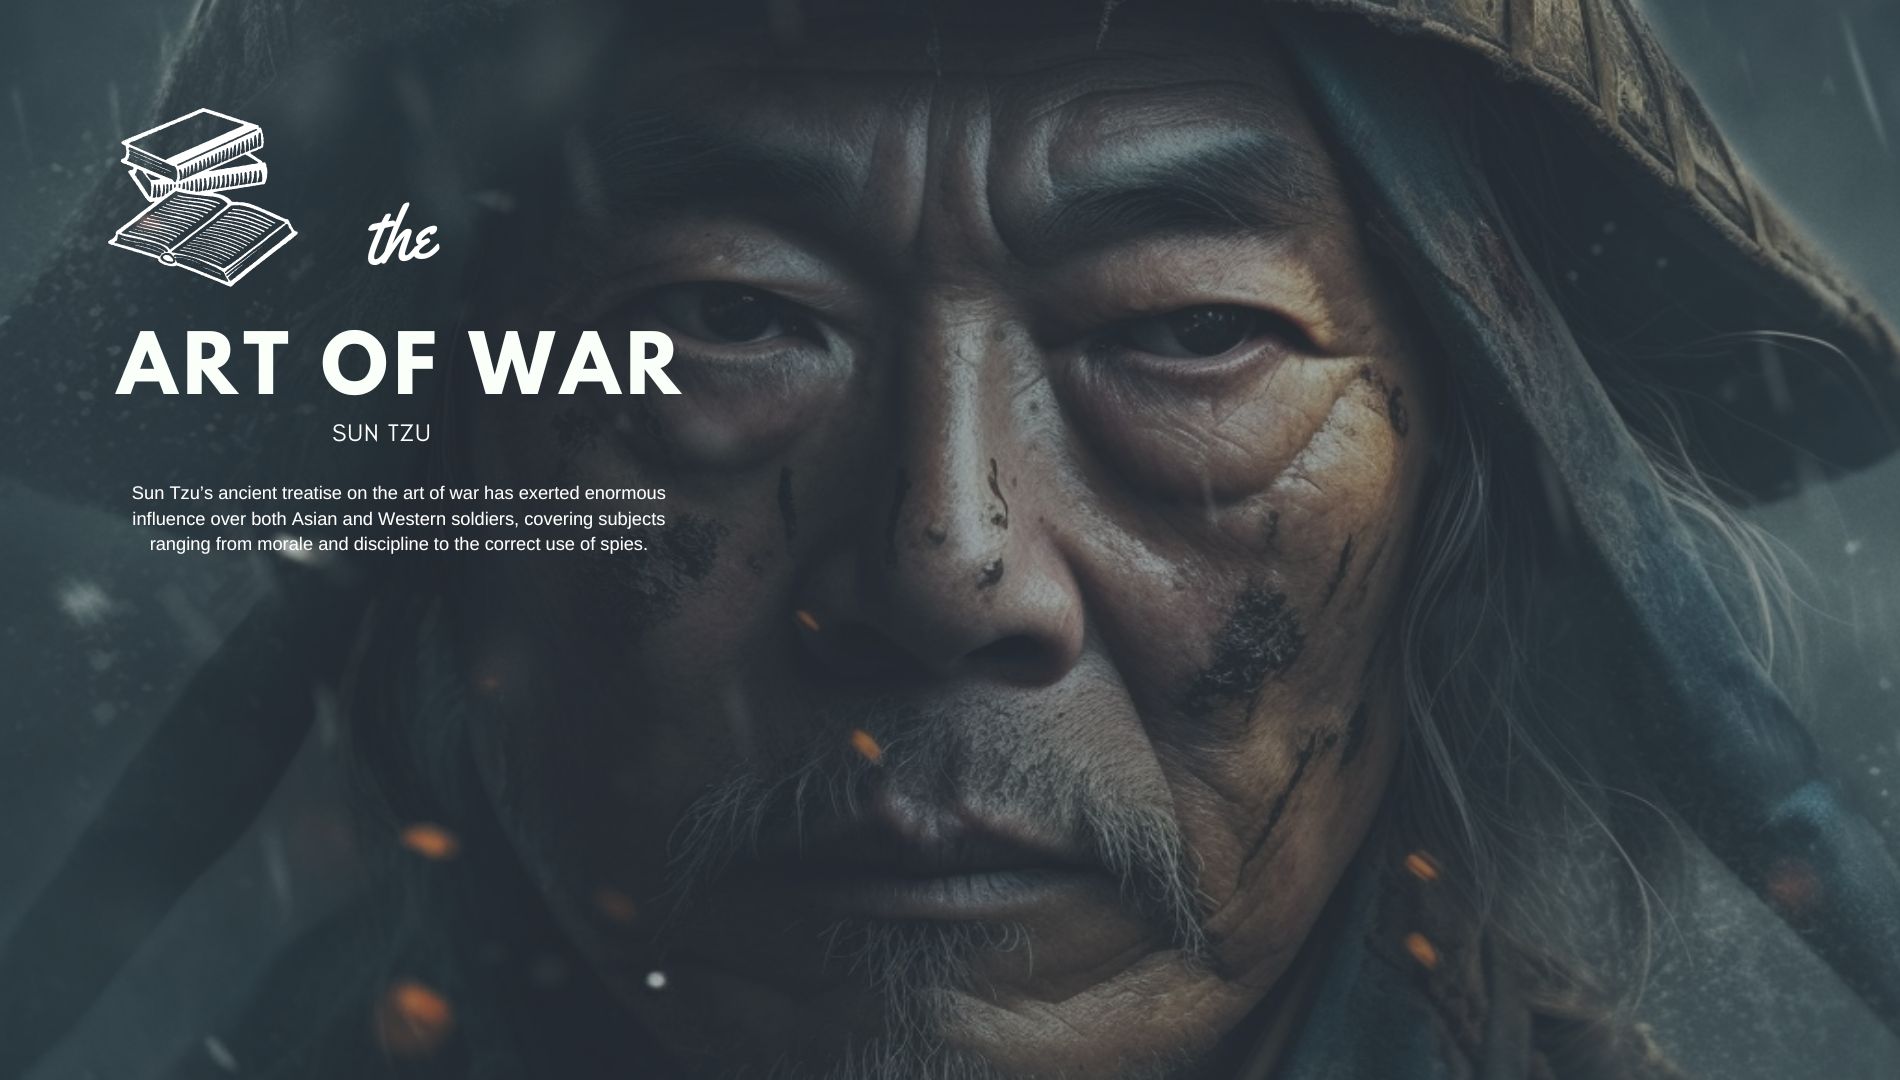 the
ART OF WAR
SUN TZU
Sun Tzu’s ancient treatise on the art of war has exerted enormous
influence over both Asian and Western soldiers, covering subjects
ranging from morale and discipline to the correct use of spies.